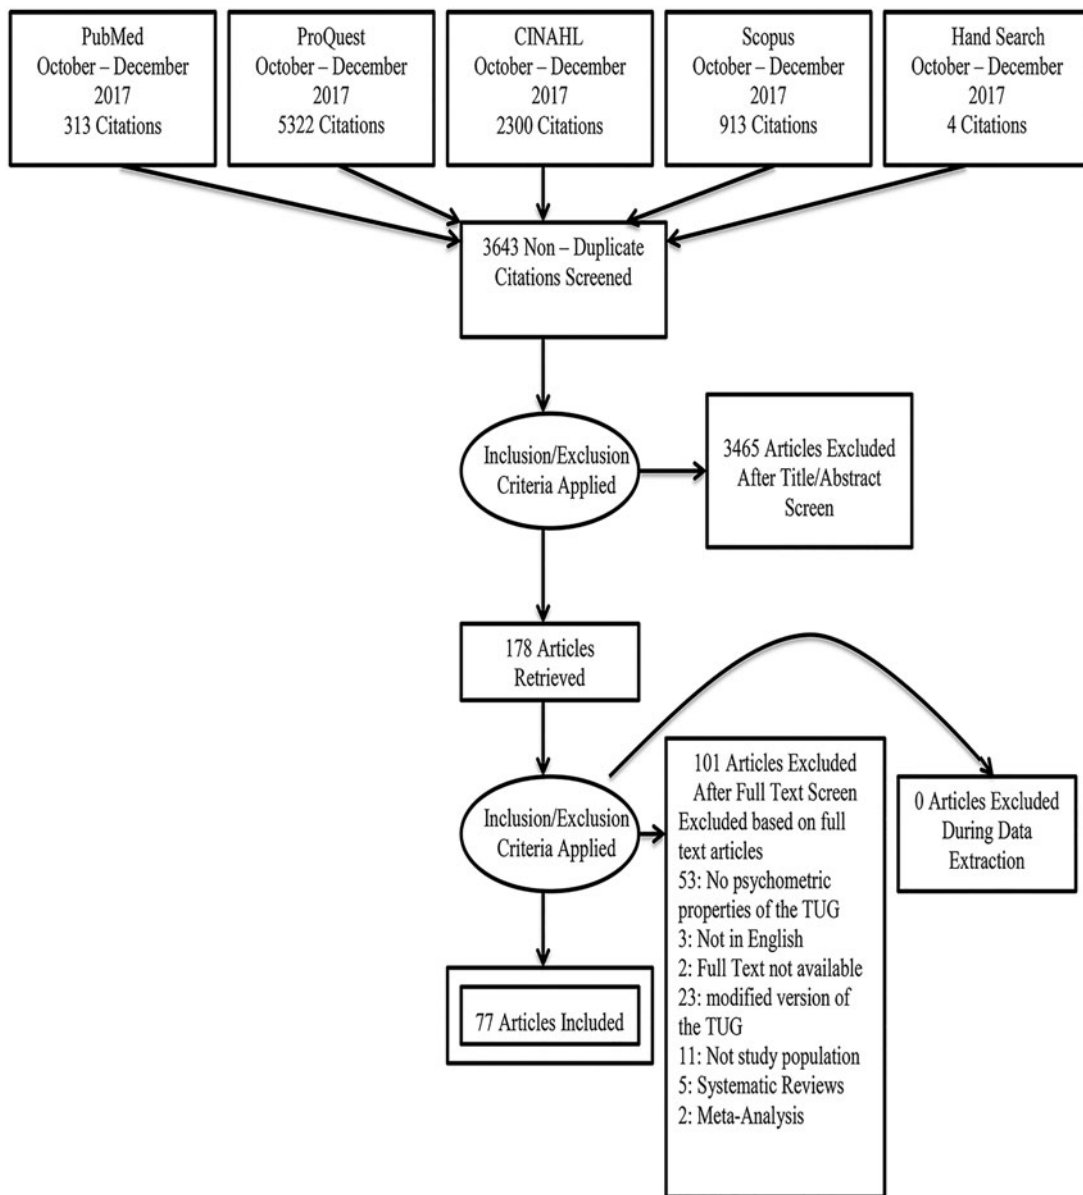 PubMed
October – December
2017
313 Citations
ProQuest
October – December
2017
5322 Citations
CINAHL
October – December
2017
2300 Citations
Scopus
October – December
2017
913 Citations
Hand Search
October – December
2017
4 Citations
3643 Non – Duplicate
Citations Screened
Inclusion/Exclusion
Criteria Applied
3465 Articles Excluded
After Title/Abstract
Screen
178 Articles
Retrieved
Inclusion/Exclusion
Criteria Applied
101 Articles Excluded
After Full Text Screen
Excluded based on full
text articles
53: No psychometric
properties of the TUG
3: Not in English
2: Full Text not available
23: modified version of
the TUG
11: Not study population
5: Systematic Reviews
2: Meta-Analysis
0 Articles Excluded
During Data
Extraction
77 Articles Included